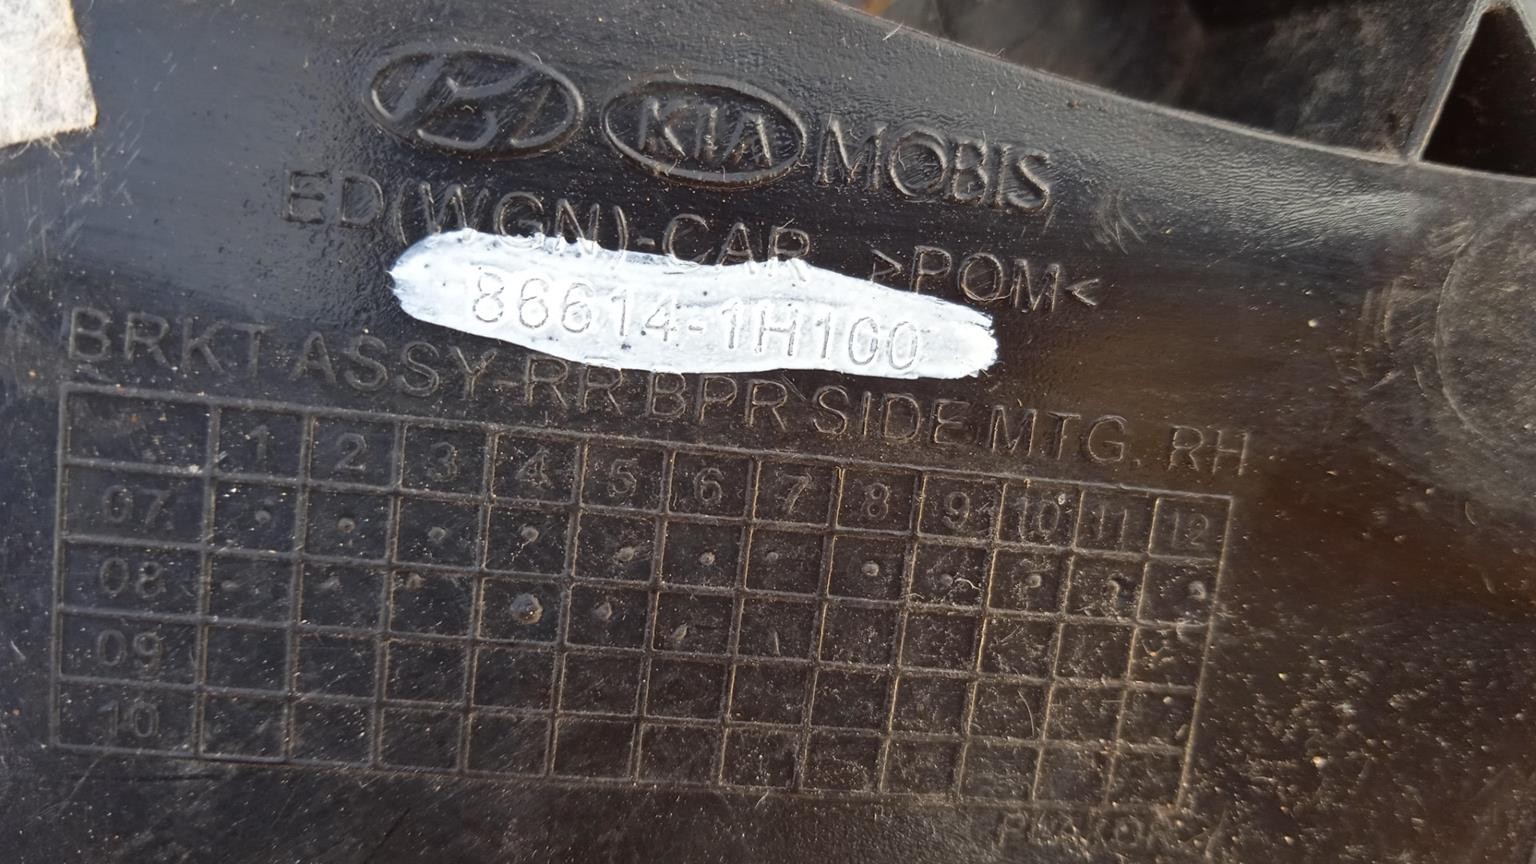 KIA MOBIS
ED(WGN)-CAR >POM<
86614-1H100
BRKT ASSY-RR BPR SIDE MTG. RH
1 2 3 4 5 6 7 8 9 10 11 12
07
08
09
10